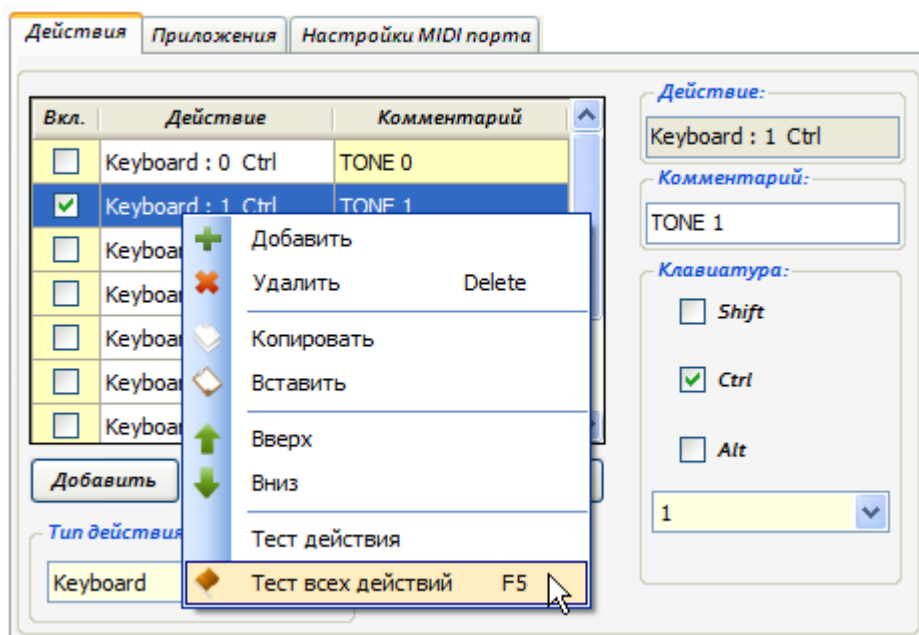 Действия Приложения Настройки MIDI порта
Вкл. Действие Комментарий
Keyboard : 0 Ctrl TONE 0
Keyboard : 1 Ctrl TONE 1
Добавить
Удалить Delete
Копировать
Вставить
Вверх
Вниз
Тест действия
Тест всех действий F5
Добавить
Тип действия
Keyboard
Действие:
Keyboard : 1 Ctrl
Комментарий:
TONE 1
Клавиатура:
Shift
Ctrl
Alt
1